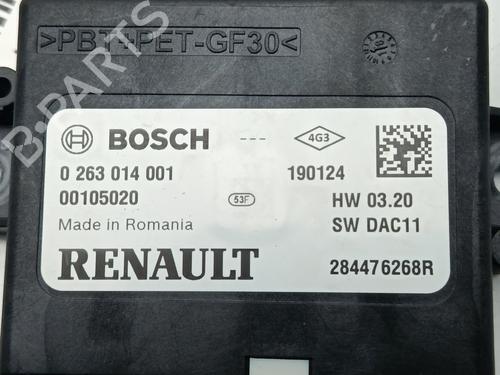 >PBT+PET-GF30<
B-PARTS
BOSCH --- 4G3
0 263 014 001 190124
00105020 53F HW 03.20
Made in Romania SW DAC11
RENAULT 284476268R